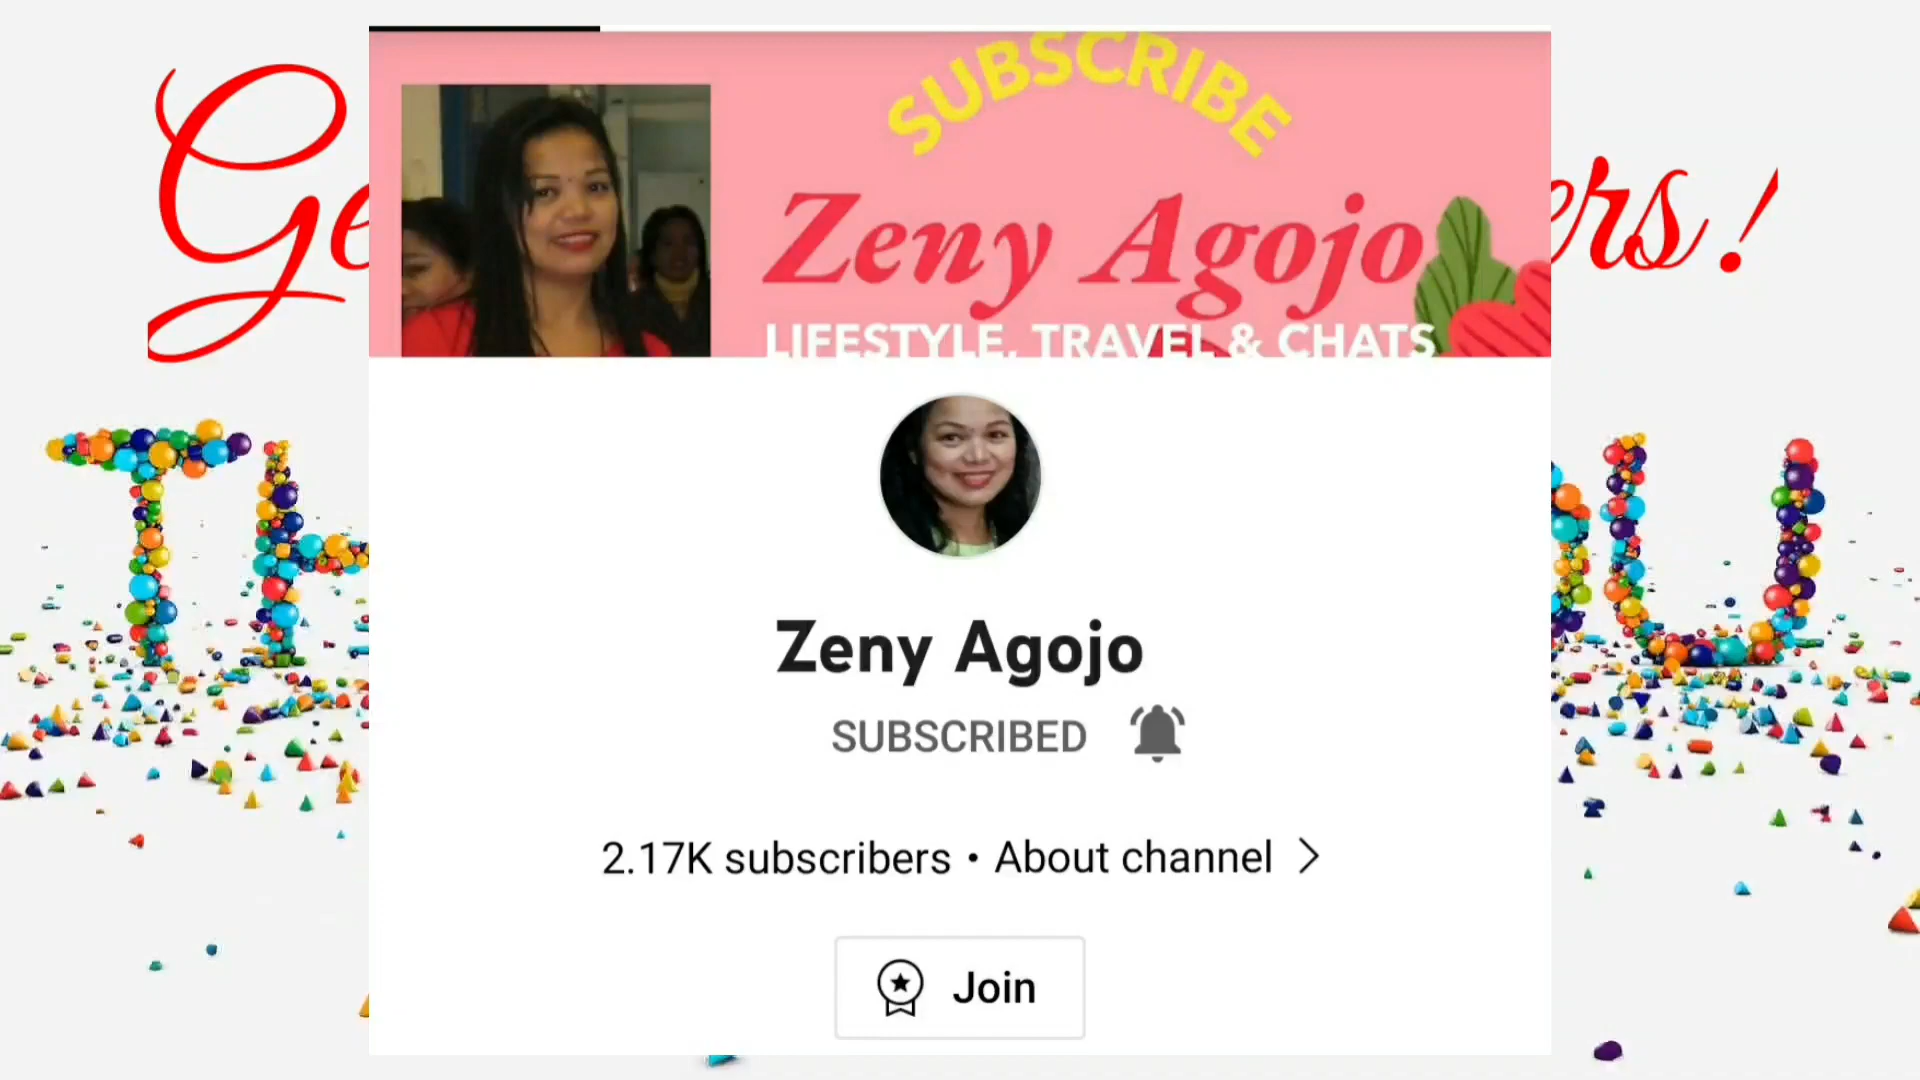 SUBSCRIBE
Zeny Agojo
LIFESTYLE, TRAVEL & CHATS
Zeny Agojo
SUBSCRIBED
2.17K subscribers • About channel
Join